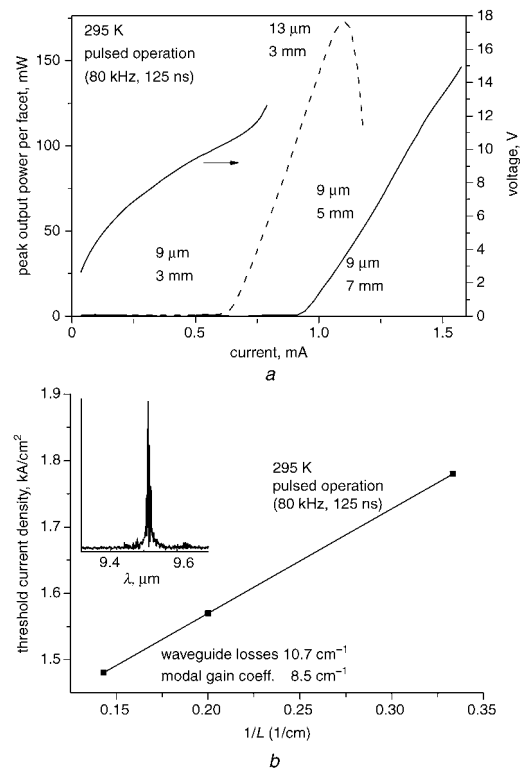 295 K
pulsed operation
(80 kHz, 125 ns)
13 μm
3 mm
9 μm
3 mm
9 μm
5 mm
9 μm
7 mm
peak output power per facet, mW
150
100
50
0
voltage, V
18
16
14
12
10
8
6
4
2
0
0 0.5 1.0 1.5
current, mA
a
threshold current density, kA/cm²
1.9
1.8
1.7
1.6
1.5
9.4 9.6
λ, μm
295 K
pulsed operation
(80 kHz, 125 ns)
waveguide losses 10.7 cm⁻¹
modal gain coeff. 8.5 cm⁻¹
0.15 0.20 0.25 0.30 0.35
1/L (1/cm)
b